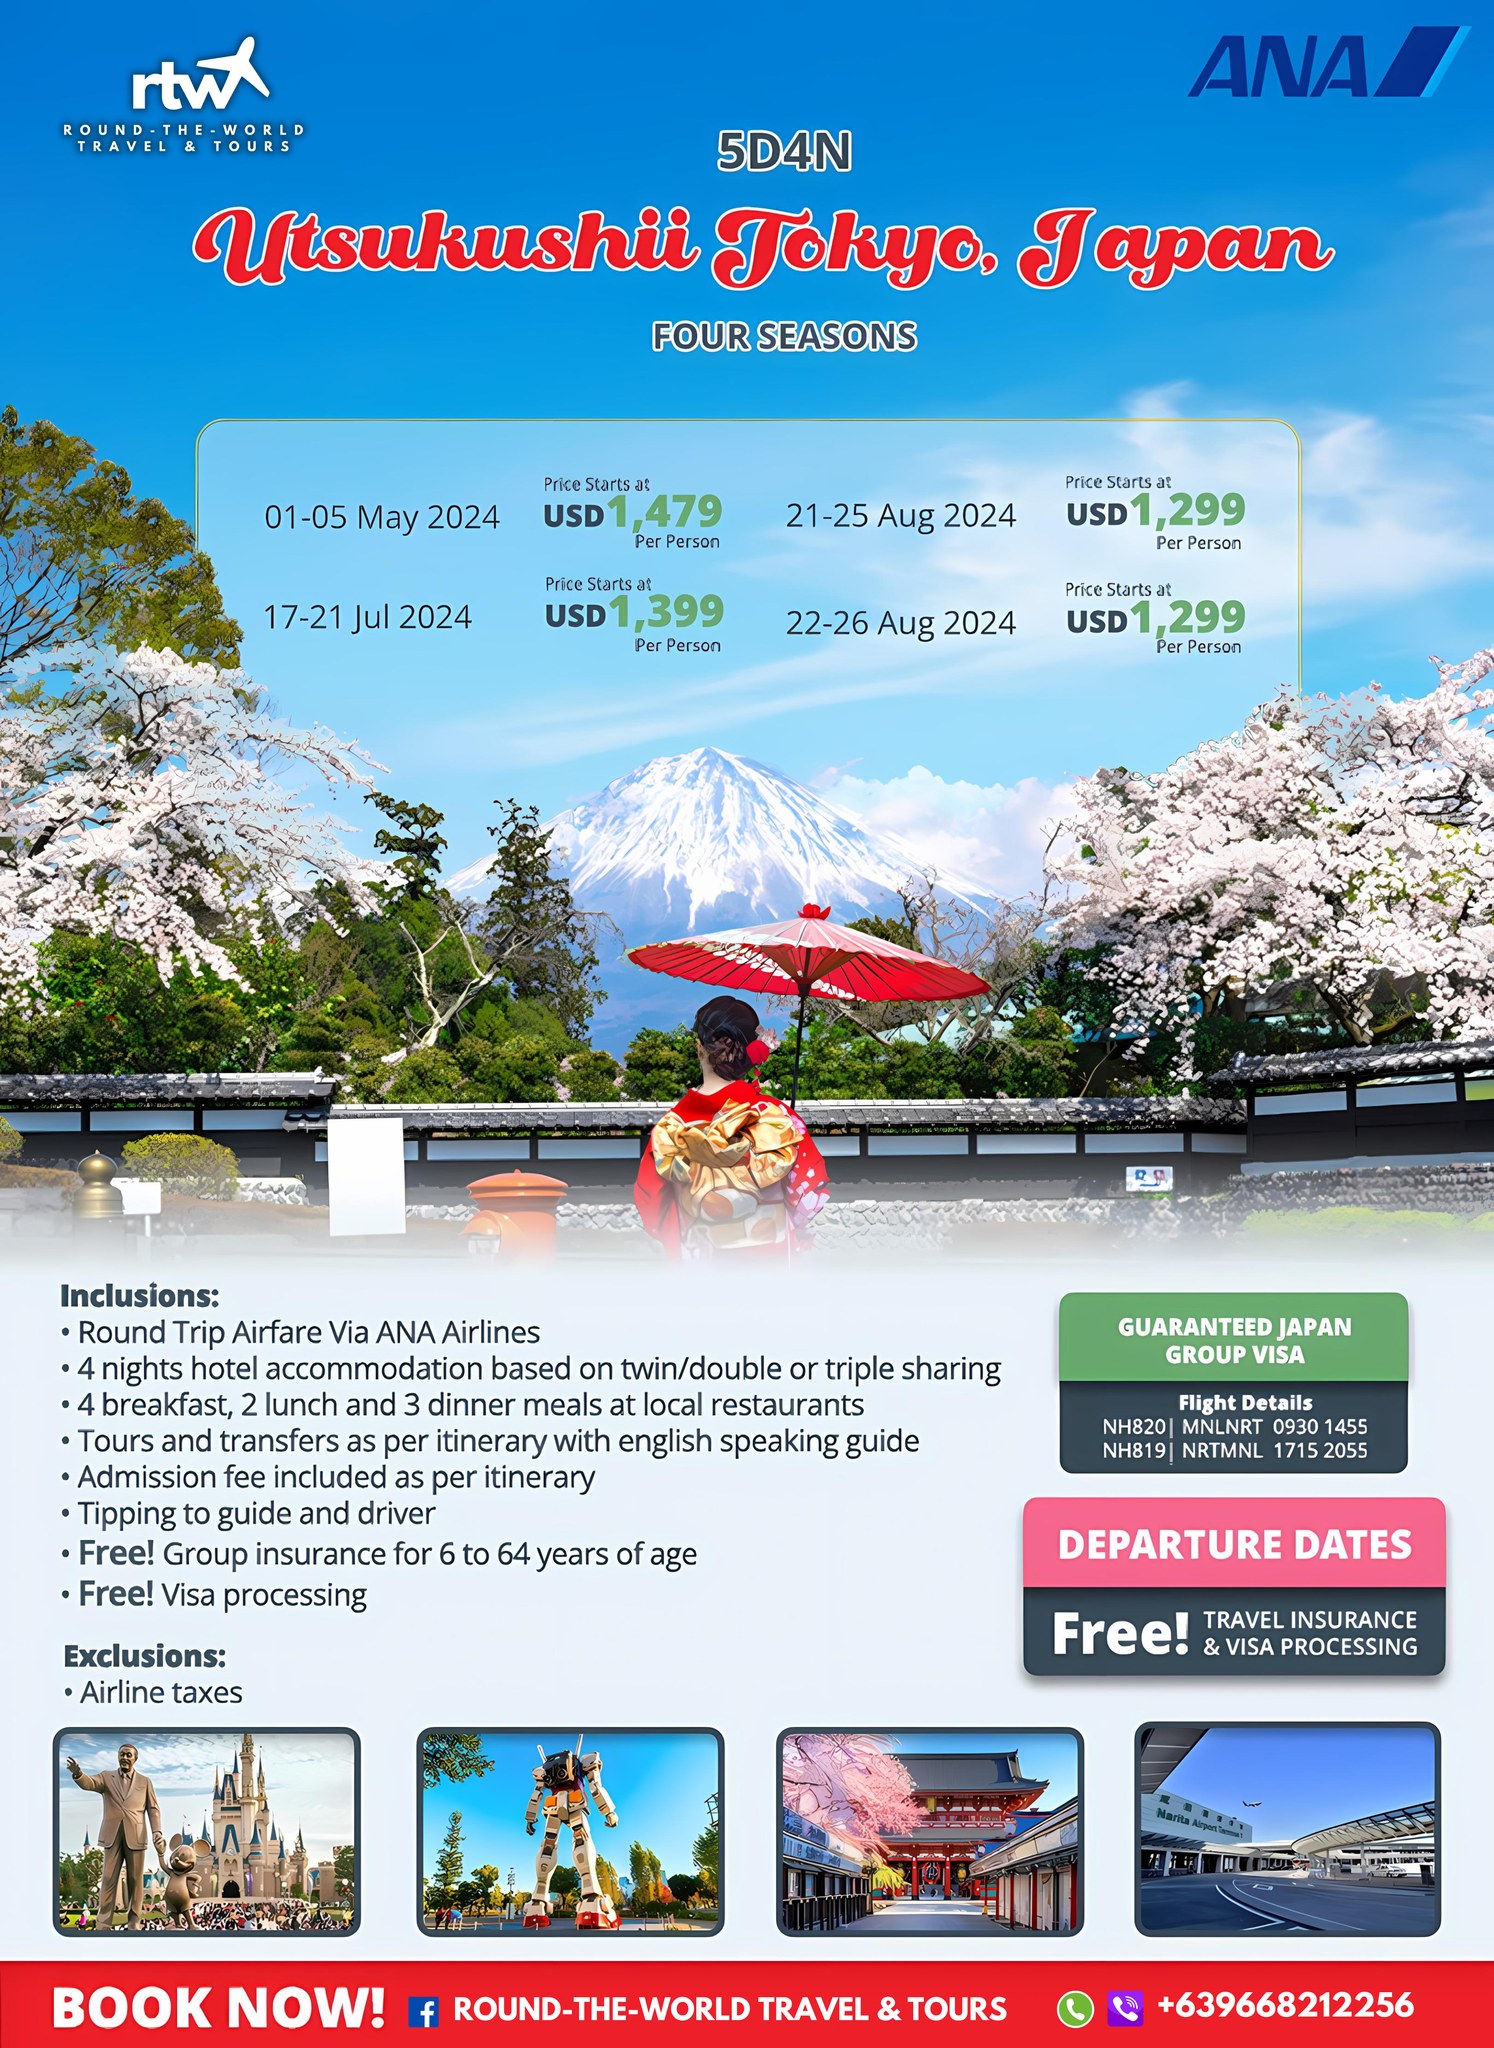 rtw
ROUND-THE-WORLD
TRAVEL & TOURS
ANA
5D4N
Utsukushii Tokyo, Japan
FOUR SEASONS
01-05 May 2024
Price Starts at
USD1,479
Per Person
21-25 Aug 2024
Price Starts at
USD1,299
Per Person
17-21 Jul 2024
Price Starts at
USD1,399
Per Person
22-26 Aug 2024
Price Starts at
USD1,299
Per Person
Inclusions:
• Round Trip Airfare Via ANA Airlines
• 4 nights hotel accommodation based on twin/double or triple sharing
• 4 breakfast, 2 lunch and 3 dinner meals at local restaurants
• Tours and transfers as per itinerary with english speaking guide
• Admission fee included as per itinerary
• Tipping to guide and driver
• Free! Group insurance for 6 to 64 years of age
• Free! Visa processing
Exclusions:
• Airline taxes
GUARANTEED JAPAN
GROUP VISA
Flight Details
NH820| MNLNRT 0930 1455
NH819| NRTMNL 1715 2055
DEPARTURE DATES
Free! TRAVEL INSURANCE
& VISA PROCESSING
Narita Airport Terminal 1
BOOK NOW!
f ROUND-THE-WORLD TRAVEL & TOURS
+639668212256